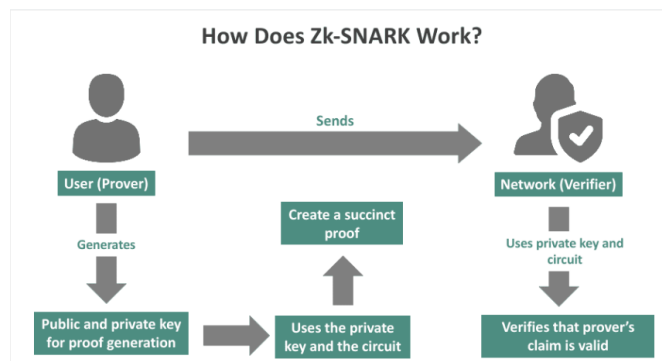 How Does Zk-SNARK Work?
Sends
User (Prover)
Network (Verifier)
Generates
Create a succinct
proof
Uses private key and
circuit
Public and private key
for proof generation
Uses the private
key and the circuit
Verifies that prover's
claim is valid